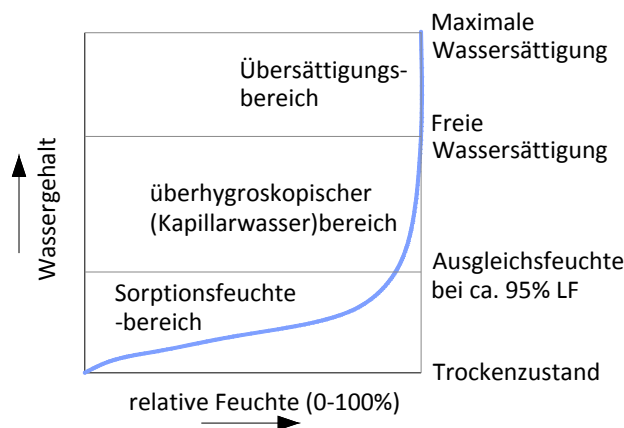 Maximale
Wassersättigung
Übersättigungs-
bereich
Freie
Wassersättigung
Wassergehalt
überhygroskopischer
(Kapillarwasser)bereich
Ausgleichsfeuchte
bei ca. 95% LF
Sorptionsfeuchte
-bereich
Trockenzustand
relative Feuchte (0-100%)